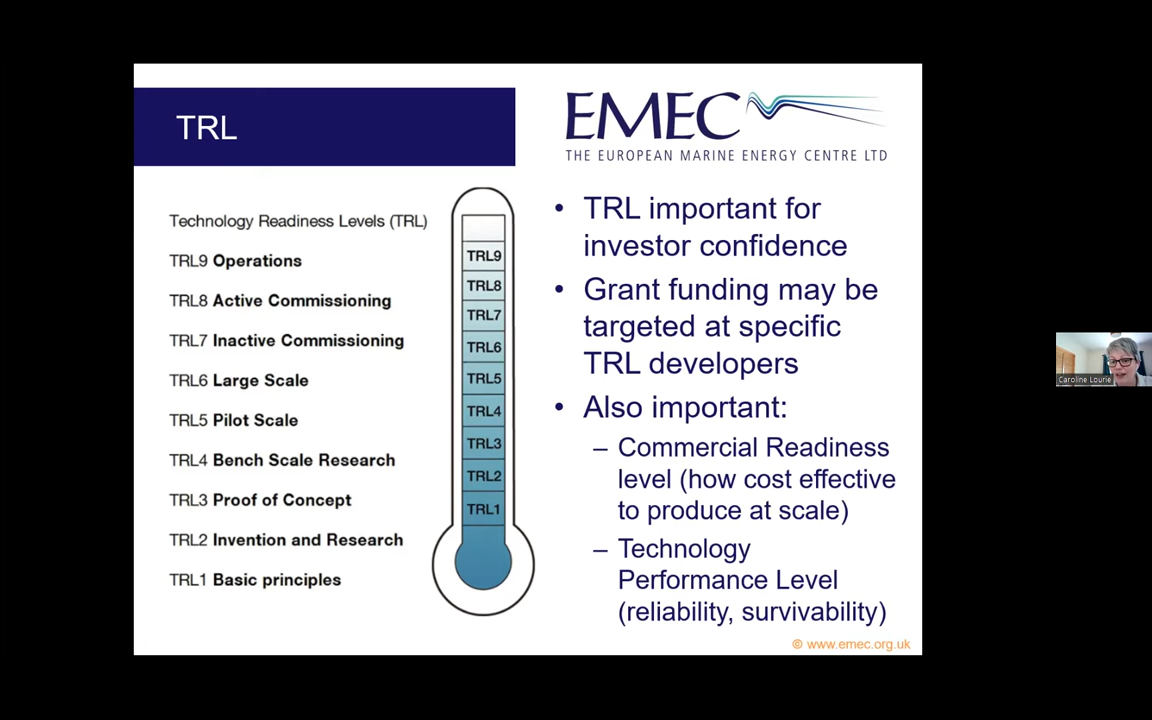 TRL
EMEC
THE EUROPEAN MARINE ENERGY CENTRE LTD
Technology Readiness Levels (TRL)
TRL9 Operations
TRL8 Active Commissioning
TRL7 Inactive Commissioning
TRL6 Large Scale
TRL5 Pilot Scale
TRL4 Bench Scale Research
TRL3 Proof of Concept
TRL2 Invention and Research
TRL1 Basic principles
TRL9
TRL8
TRL7
TRL6
TRL5
TRL4
TRL3
TRL2
TRL1
• TRL important for
investor confidence
• Grant funding may be
targeted at specific
TRL developers
• Also important:
– Commercial Readiness
level (how cost effective
to produce at scale)
– Technology
Performance Level
(reliability, survivability)
© www.emec.org.uk
Caroline Lourie